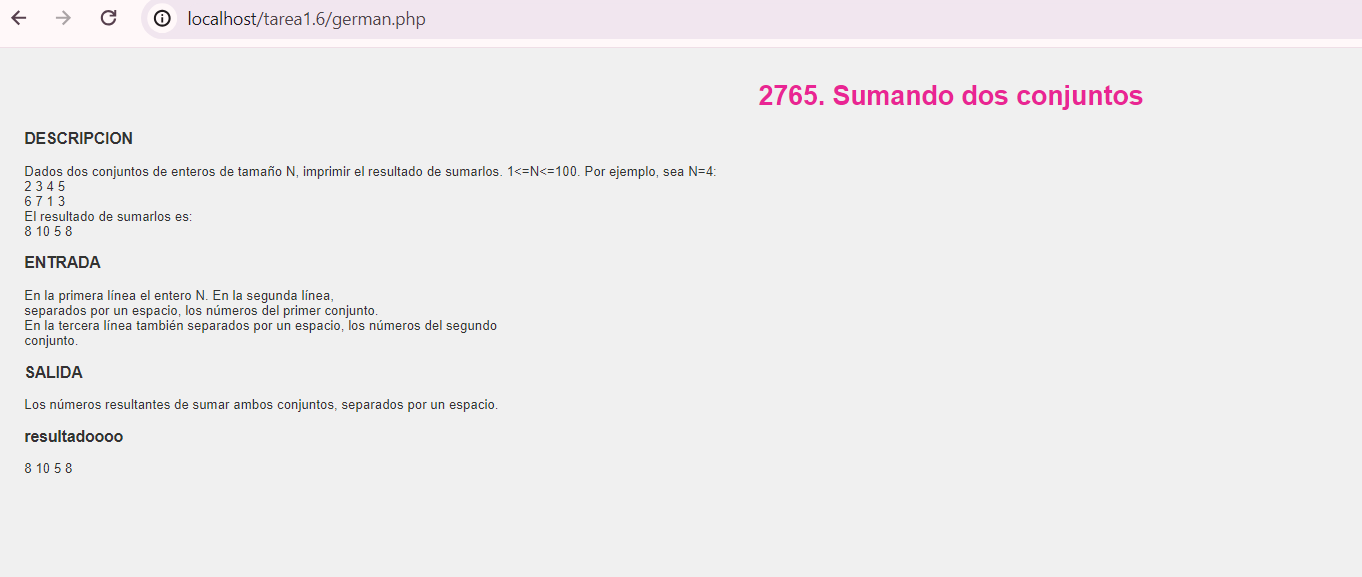 localhost/tarea1.6/german.php
2765. Sumando dos conjuntos
DESCRIPCION
Dados dos conjuntos de enteros de tamaño N, imprimir el resultado de sumarlos. 1<=N<=100. Por ejemplo, sea N=4:
2 3 4 5
6 7 1 3
El resultado de sumarlos es:
8 10 5 8
ENTRADA
En la primera línea el entero N. En la segunda línea,
separados por un espacio, los números del primer conjunto.
En la tercera línea también separados por un espacio, los números del segundo
conjunto.
SALIDA
Los números resultantes de sumar ambos conjuntos, separados por un espacio.
resultadoooo
8 10 5 8